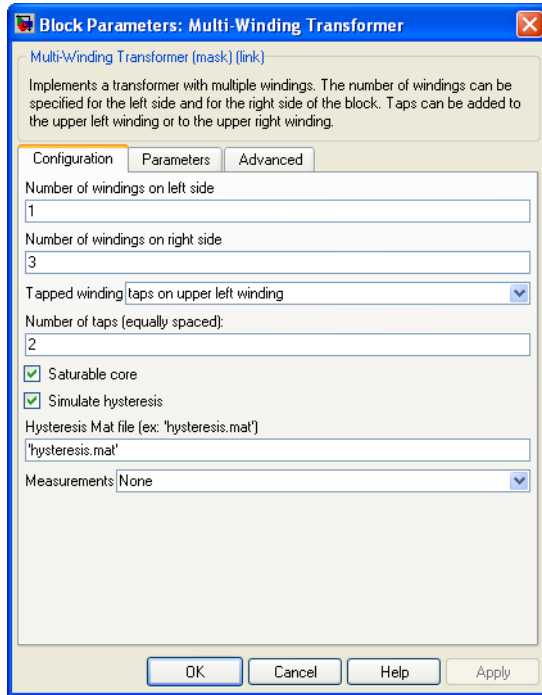 Block Parameters: Multi-Winding Transformer
Multi-Winding Transformer (mask) (link)
Implements a transformer with multiple windings. The number of windings can be
specified for the left side and for the right side of the block. Taps can be added to
the upper left winding or to the upper right winding.
Configuration Parameters Advanced
Number of windings on left side
1
Number of windings on right side
3
Tapped winding taps on upper left winding
Number of taps (equally spaced):
2
Saturable core
Simulate hysteresis
Hysteresis Mat file (ex: 'hysteresis.mat')
'hysteresis.mat'
Measurements None
OK Cancel Help Apply